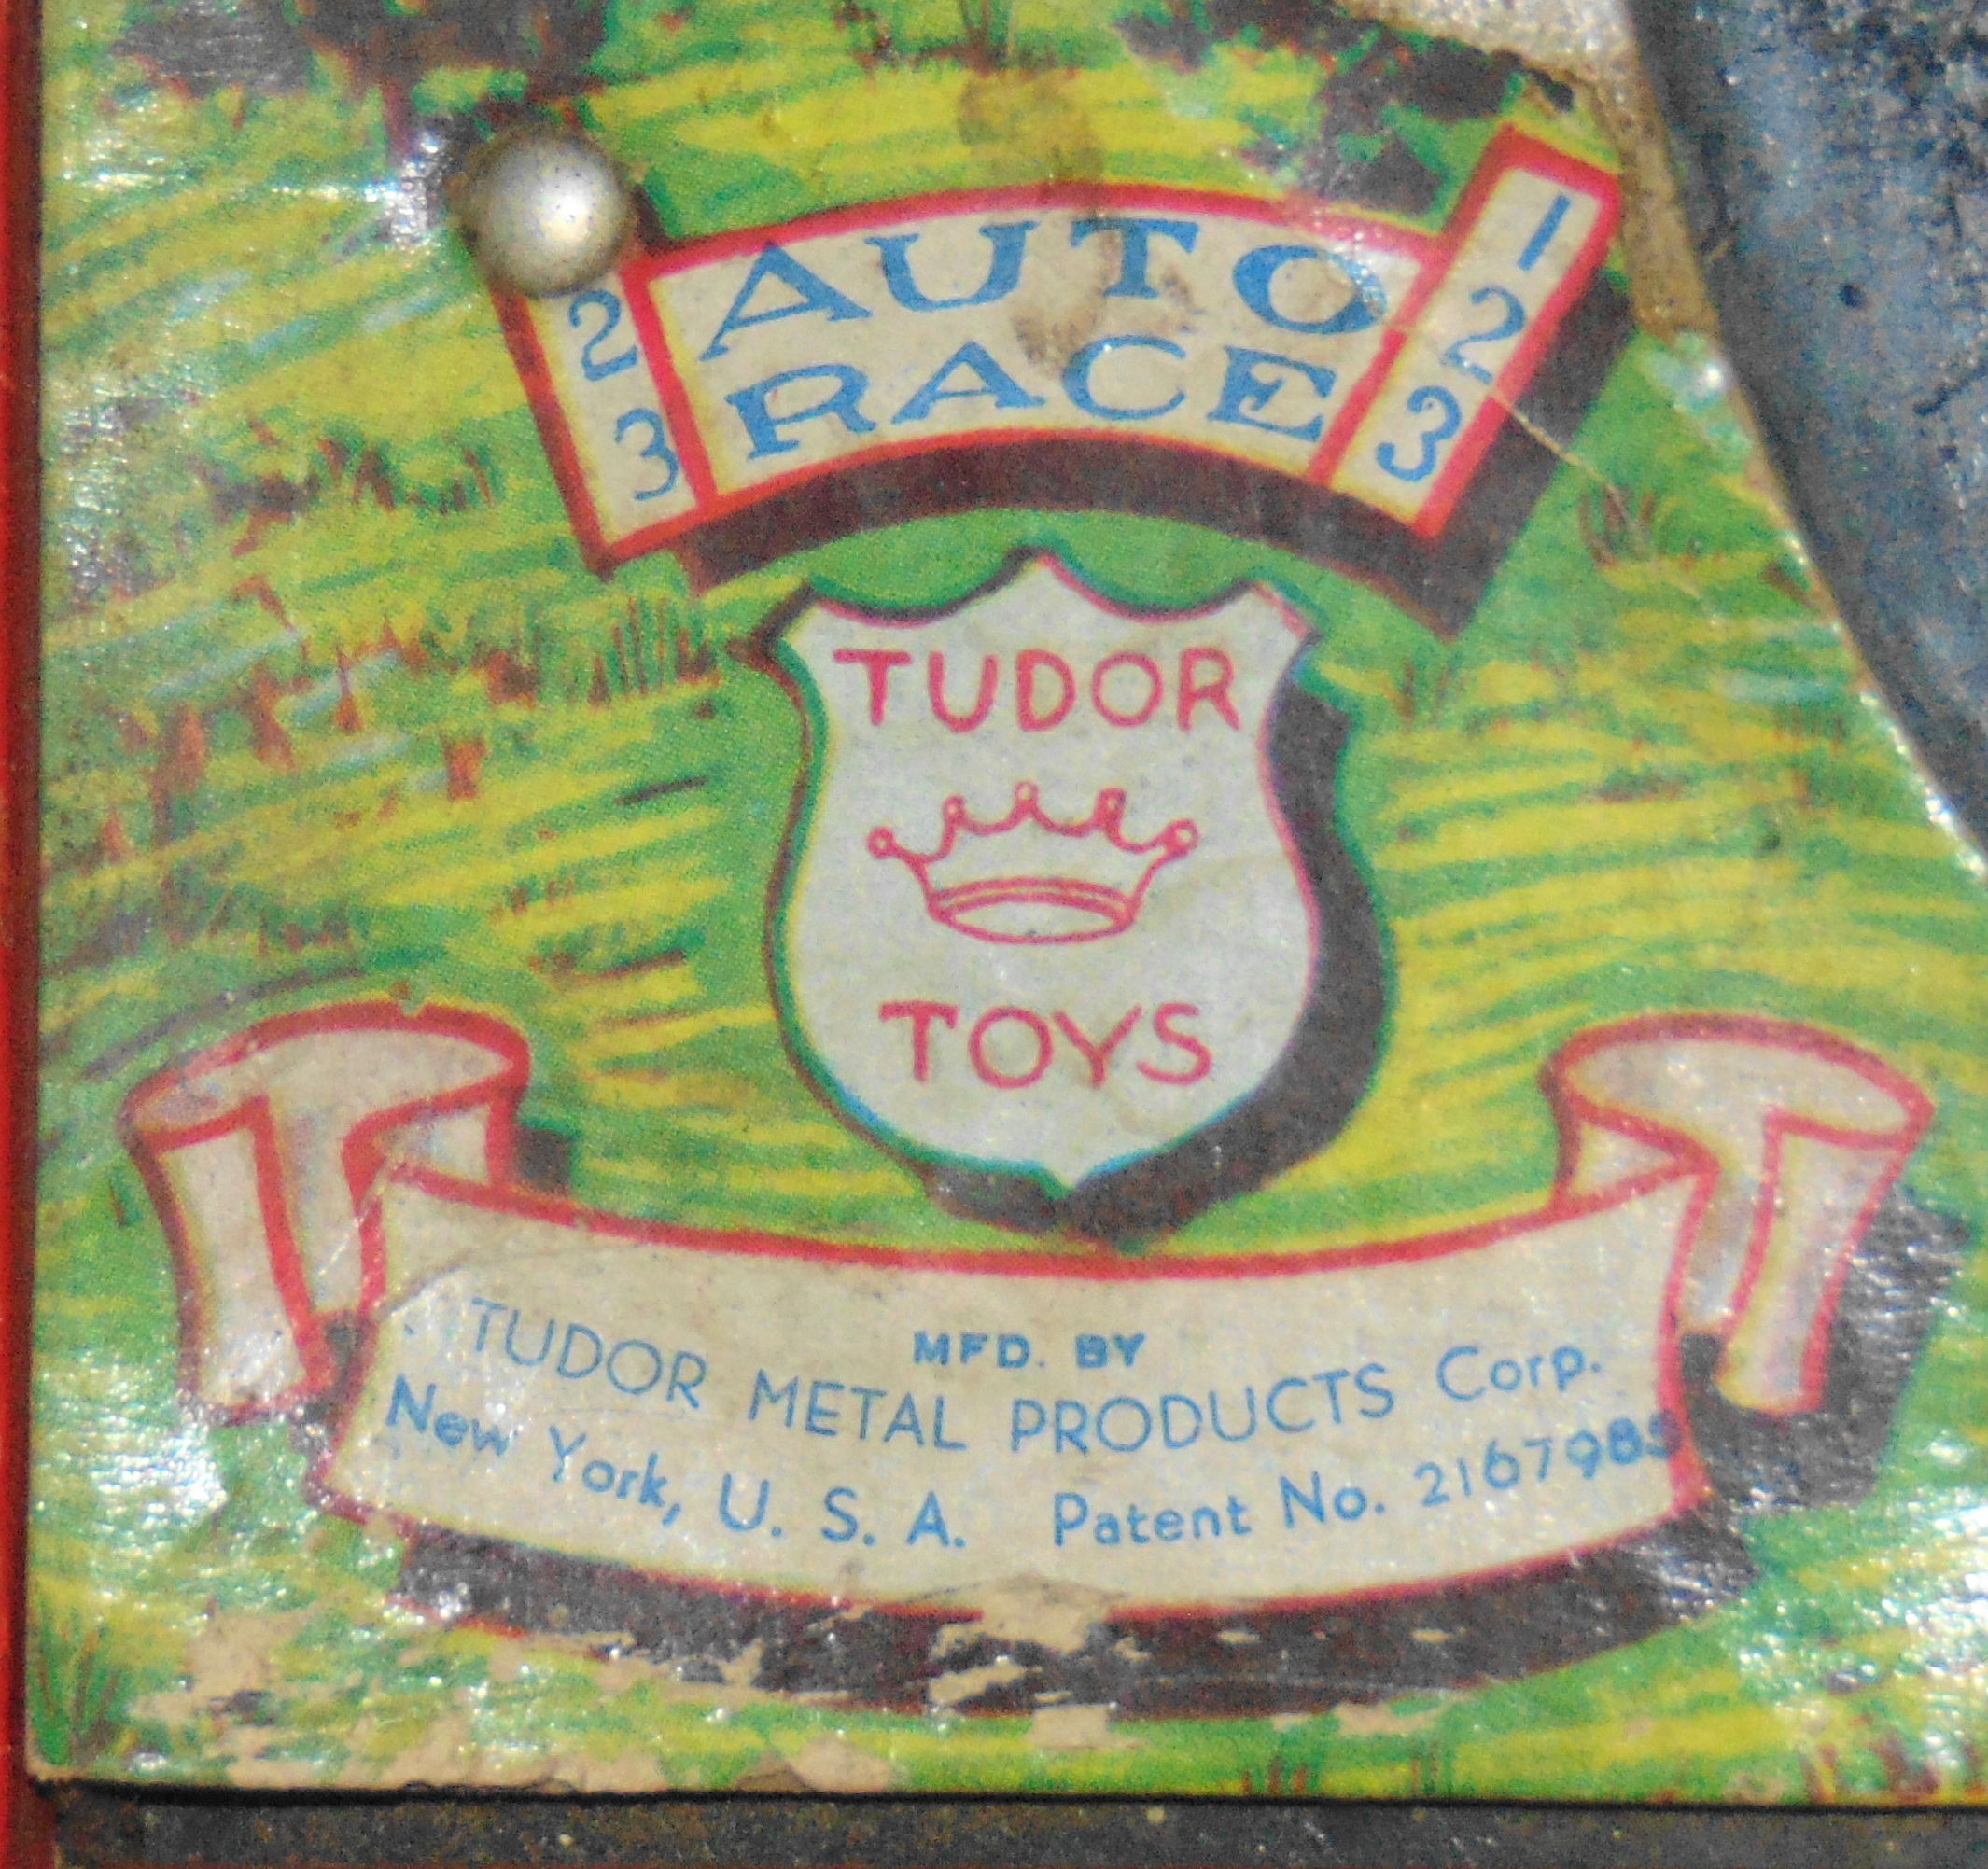 AUTO
RACE
2
3
1
2
3
TUDOR
TOYS
MFD. BY
TUDOR METAL PRODUCTS Corp.
New York, U. S. A. Patent No. 2167985